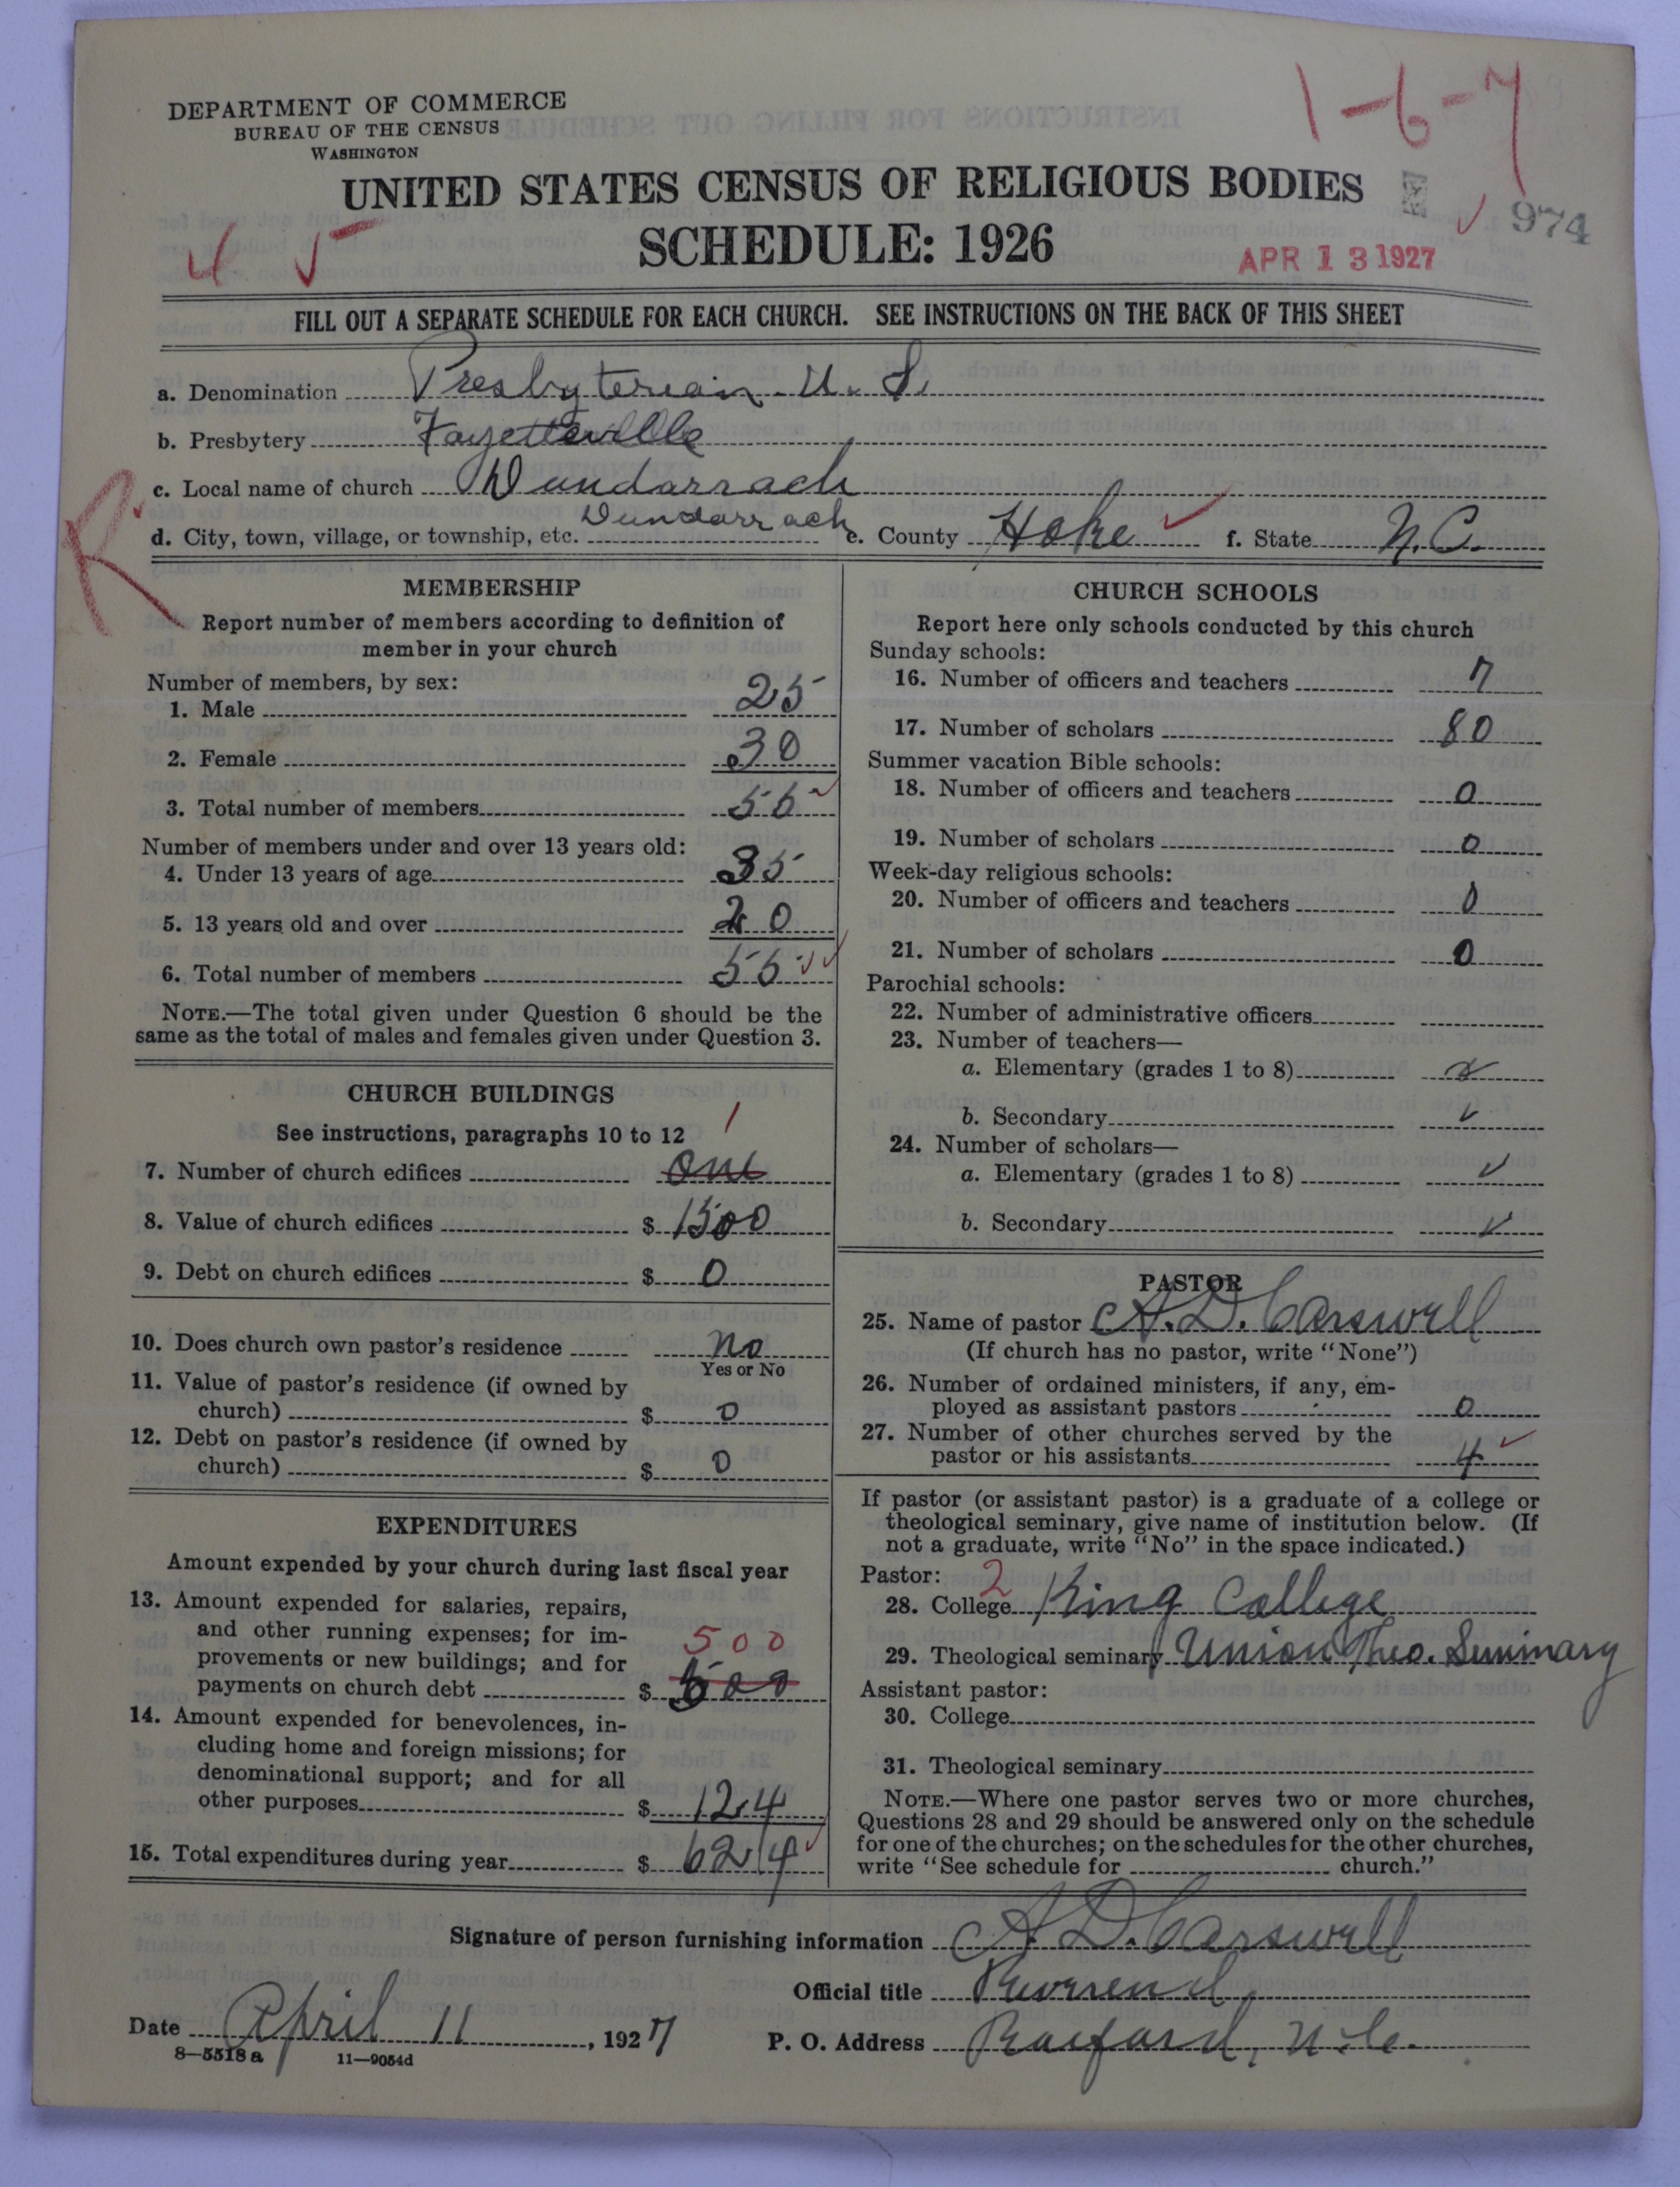 1-6-7
DEPARTMENT OF COMMERCE
BUREAU OF THE CENSUS
WASHINGTON
UNITED STATES CENSUS OF RELIGIOUS BODIES
SCHEDULE: 1926
974
APR 13 1927
FILL OUT A SEPARATE SCHEDULE FOR EACH CHURCH. SEE INSTRUCTIONS ON THE BACK OF THIS SHEET
a. Denomination Presbyterian U. S.
b. Presbytery Fayetteville
c. Local name of church Dundarrach
d. City, town, village, or township, etc. Dundarrach e. County Hoke f. State N.C.
R
MEMBERSHIP
Report number of members according to definition of
member in your church
Number of members, by sex:
1. Male 25
2. Female 30
3. Total number of members 55
Number of members under and over 13 years old:
4. Under 13 years of age 35
5. 13 years old and over 20
6. Total number of members 55
NOTE.—The total given under Question 6 should be the
same as the total of males and females given under Question 3.
CHURCH BUILDINGS
See instructions, paragraphs 10 to 12
1
7. Number of church edifices one
8. Value of church edifices $ 1500
9. Debt on church edifices $ 0
10. Does church own pastor's residence no
Yes or No
11. Value of pastor's residence (if owned by
church) $ 0
12. Debt on pastor's residence (if owned by
church) $ 0
EXPENDITURES
Amount expended by your church during last fiscal year
13. Amount expended for salaries, repairs,
and other running expenses; for im-
provements or new buildings; and for 500
payments on church debt $ 500
14. Amount expended for benevolences, in-
cluding home and foreign missions; for
denominational support; and for all
other purposes $ 124
15. Total expenditures during year $ 624
CHURCH SCHOOLS
Report here only schools conducted by this church
Sunday schools:
16. Number of officers and teachers 7
17. Number of scholars 80
Summer vacation Bible schools:
18. Number of officers and teachers 0
19. Number of scholars 0
Week-day religious schools:
20. Number of officers and teachers 0
21. Number of scholars 0
Parochial schools:
22. Number of administrative officers
23. Number of teachers—
a. Elementary (grades 1 to 8)
b. Secondary
24. Number of scholars—
a. Elementary (grades 1 to 8)
b. Secondary
PASTOR
25. Name of pastor A. D. Carswell
(If church has no pastor, write "None")
26. Number of ordained ministers, if any, em-
ployed as assistant pastors 0
27. Number of other churches served by the
pastor or his assistants 4
If pastor (or assistant pastor) is a graduate of a college or
theological seminary, give name of institution below. (If
not a graduate, write "No" in the space indicated.)
Pastor: 2
28. College King College
29. Theological seminary Union Theo. Seminary
Assistant pastor:
30. College
31. Theological seminary
NOTE.—Where one pastor serves two or more churches,
Questions 28 and 29 should be answered only on the schedule
for one of the churches; on the schedules for the other churches,
write "See schedule for church."
Signature of person furnishing information A. D. Carswell
Official title Reverend
Date April 11, 1927 P. O. Address Raeford, N.C.
8—5518a 11—9054d